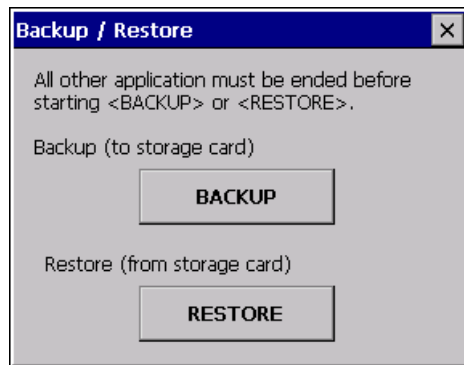 Backup / Restore
All other application must be ended before
starting <BACKUP> or <RESTORE>.
Backup (to storage card)
BACKUP
Restore (from storage card)
RESTORE